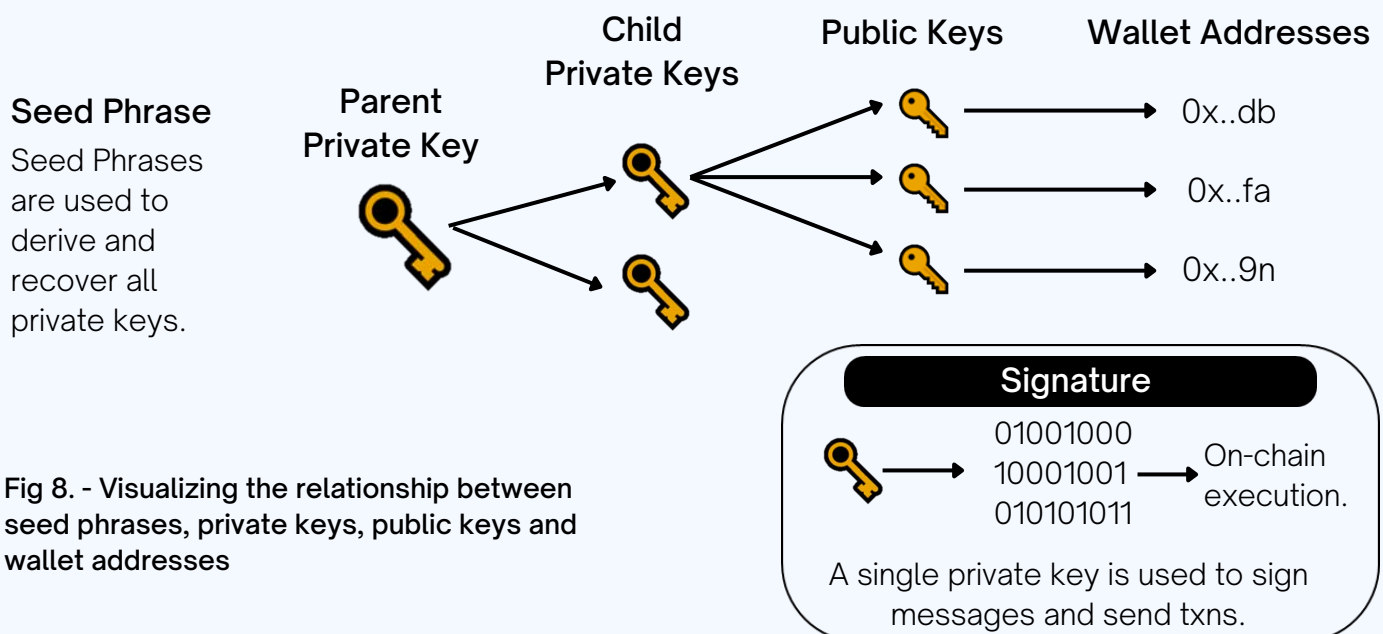 Seed Phrase
Seed Phrases
are used to
derive and
recover all
private keys.
Parent
Private Key
Child
Private Keys
Public Keys
Wallet Addresses
0x..db
0x..fa
0x..9n
Signature
01001000
10001001
010101011
On-chain
execution.
A single private key is used to sign
messages and send txns.
Fig 8. - Visualizing the relationship between
seed phrases, private keys, public keys and
wallet addresses